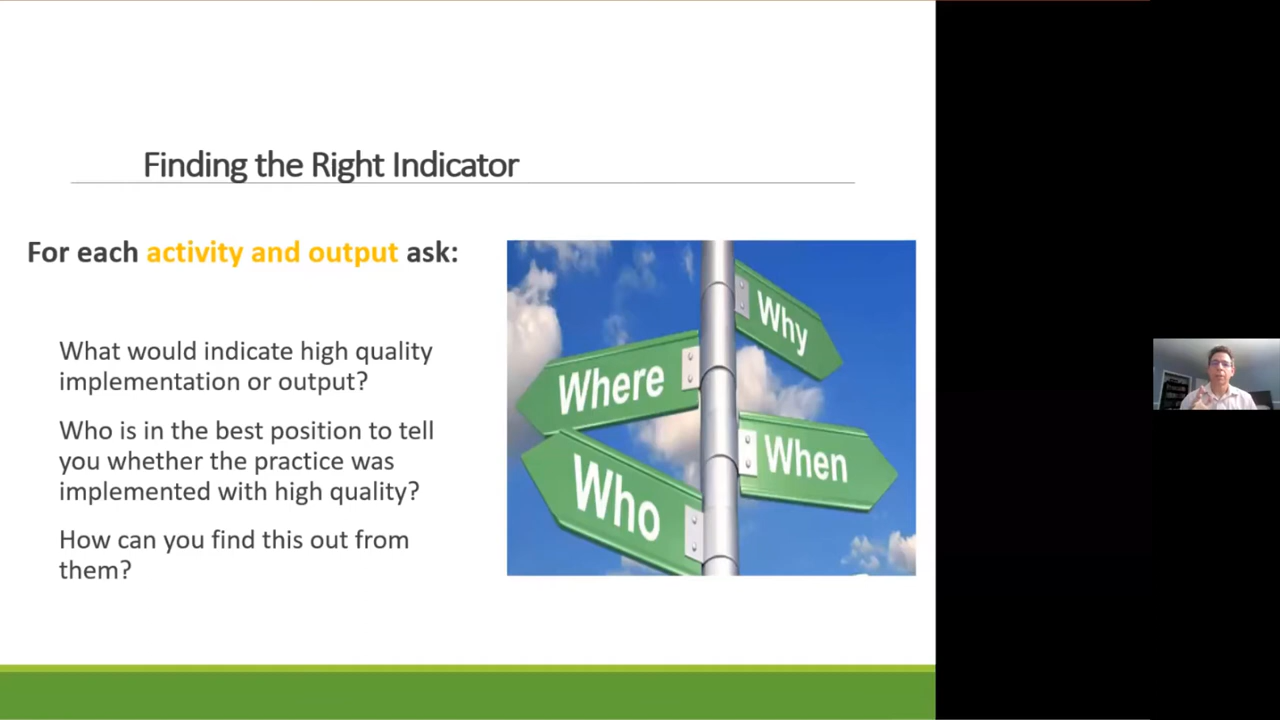 Finding the Right Indicator
For each activity and output ask:
What would indicate high quality
implementation or output?
Who is in the best position to tell
you whether the practice was
implemented with high quality?
How can you find this out from
them?
Why
Where
When
Who